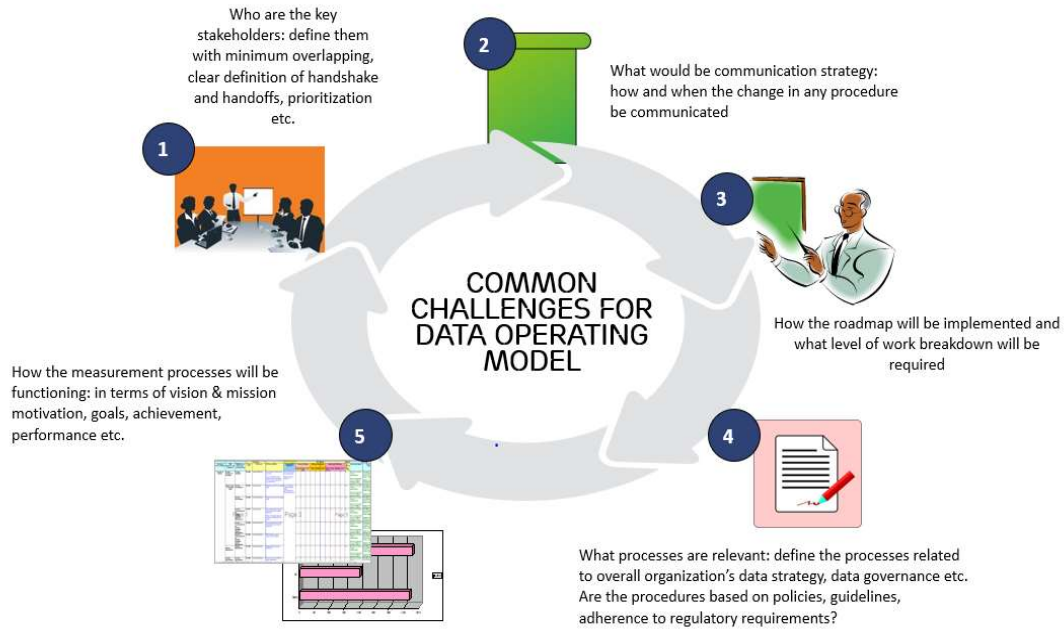 Who are the key
stakeholders: define them
with minimum overlapping,
clear definition of handshake
and handoffs, prioritization
etc.
1
2
What would be communication strategy:
how and when the change in any procedure
be communicated
3
How the roadmap will be implemented and
what level of work breakdown will be
required
COMMON
CHALLENGES FOR
DATA OPERATING
MODEL
How the measurement processes will be
functioning: in terms of vision & mission
motivation, goals, achievement,
performance etc.
5
4
What processes are relevant: define the processes related
to overall organization's data strategy, data governance etc.
Are the procedures based on policies, guidelines,
adherence to regulatory requirements?